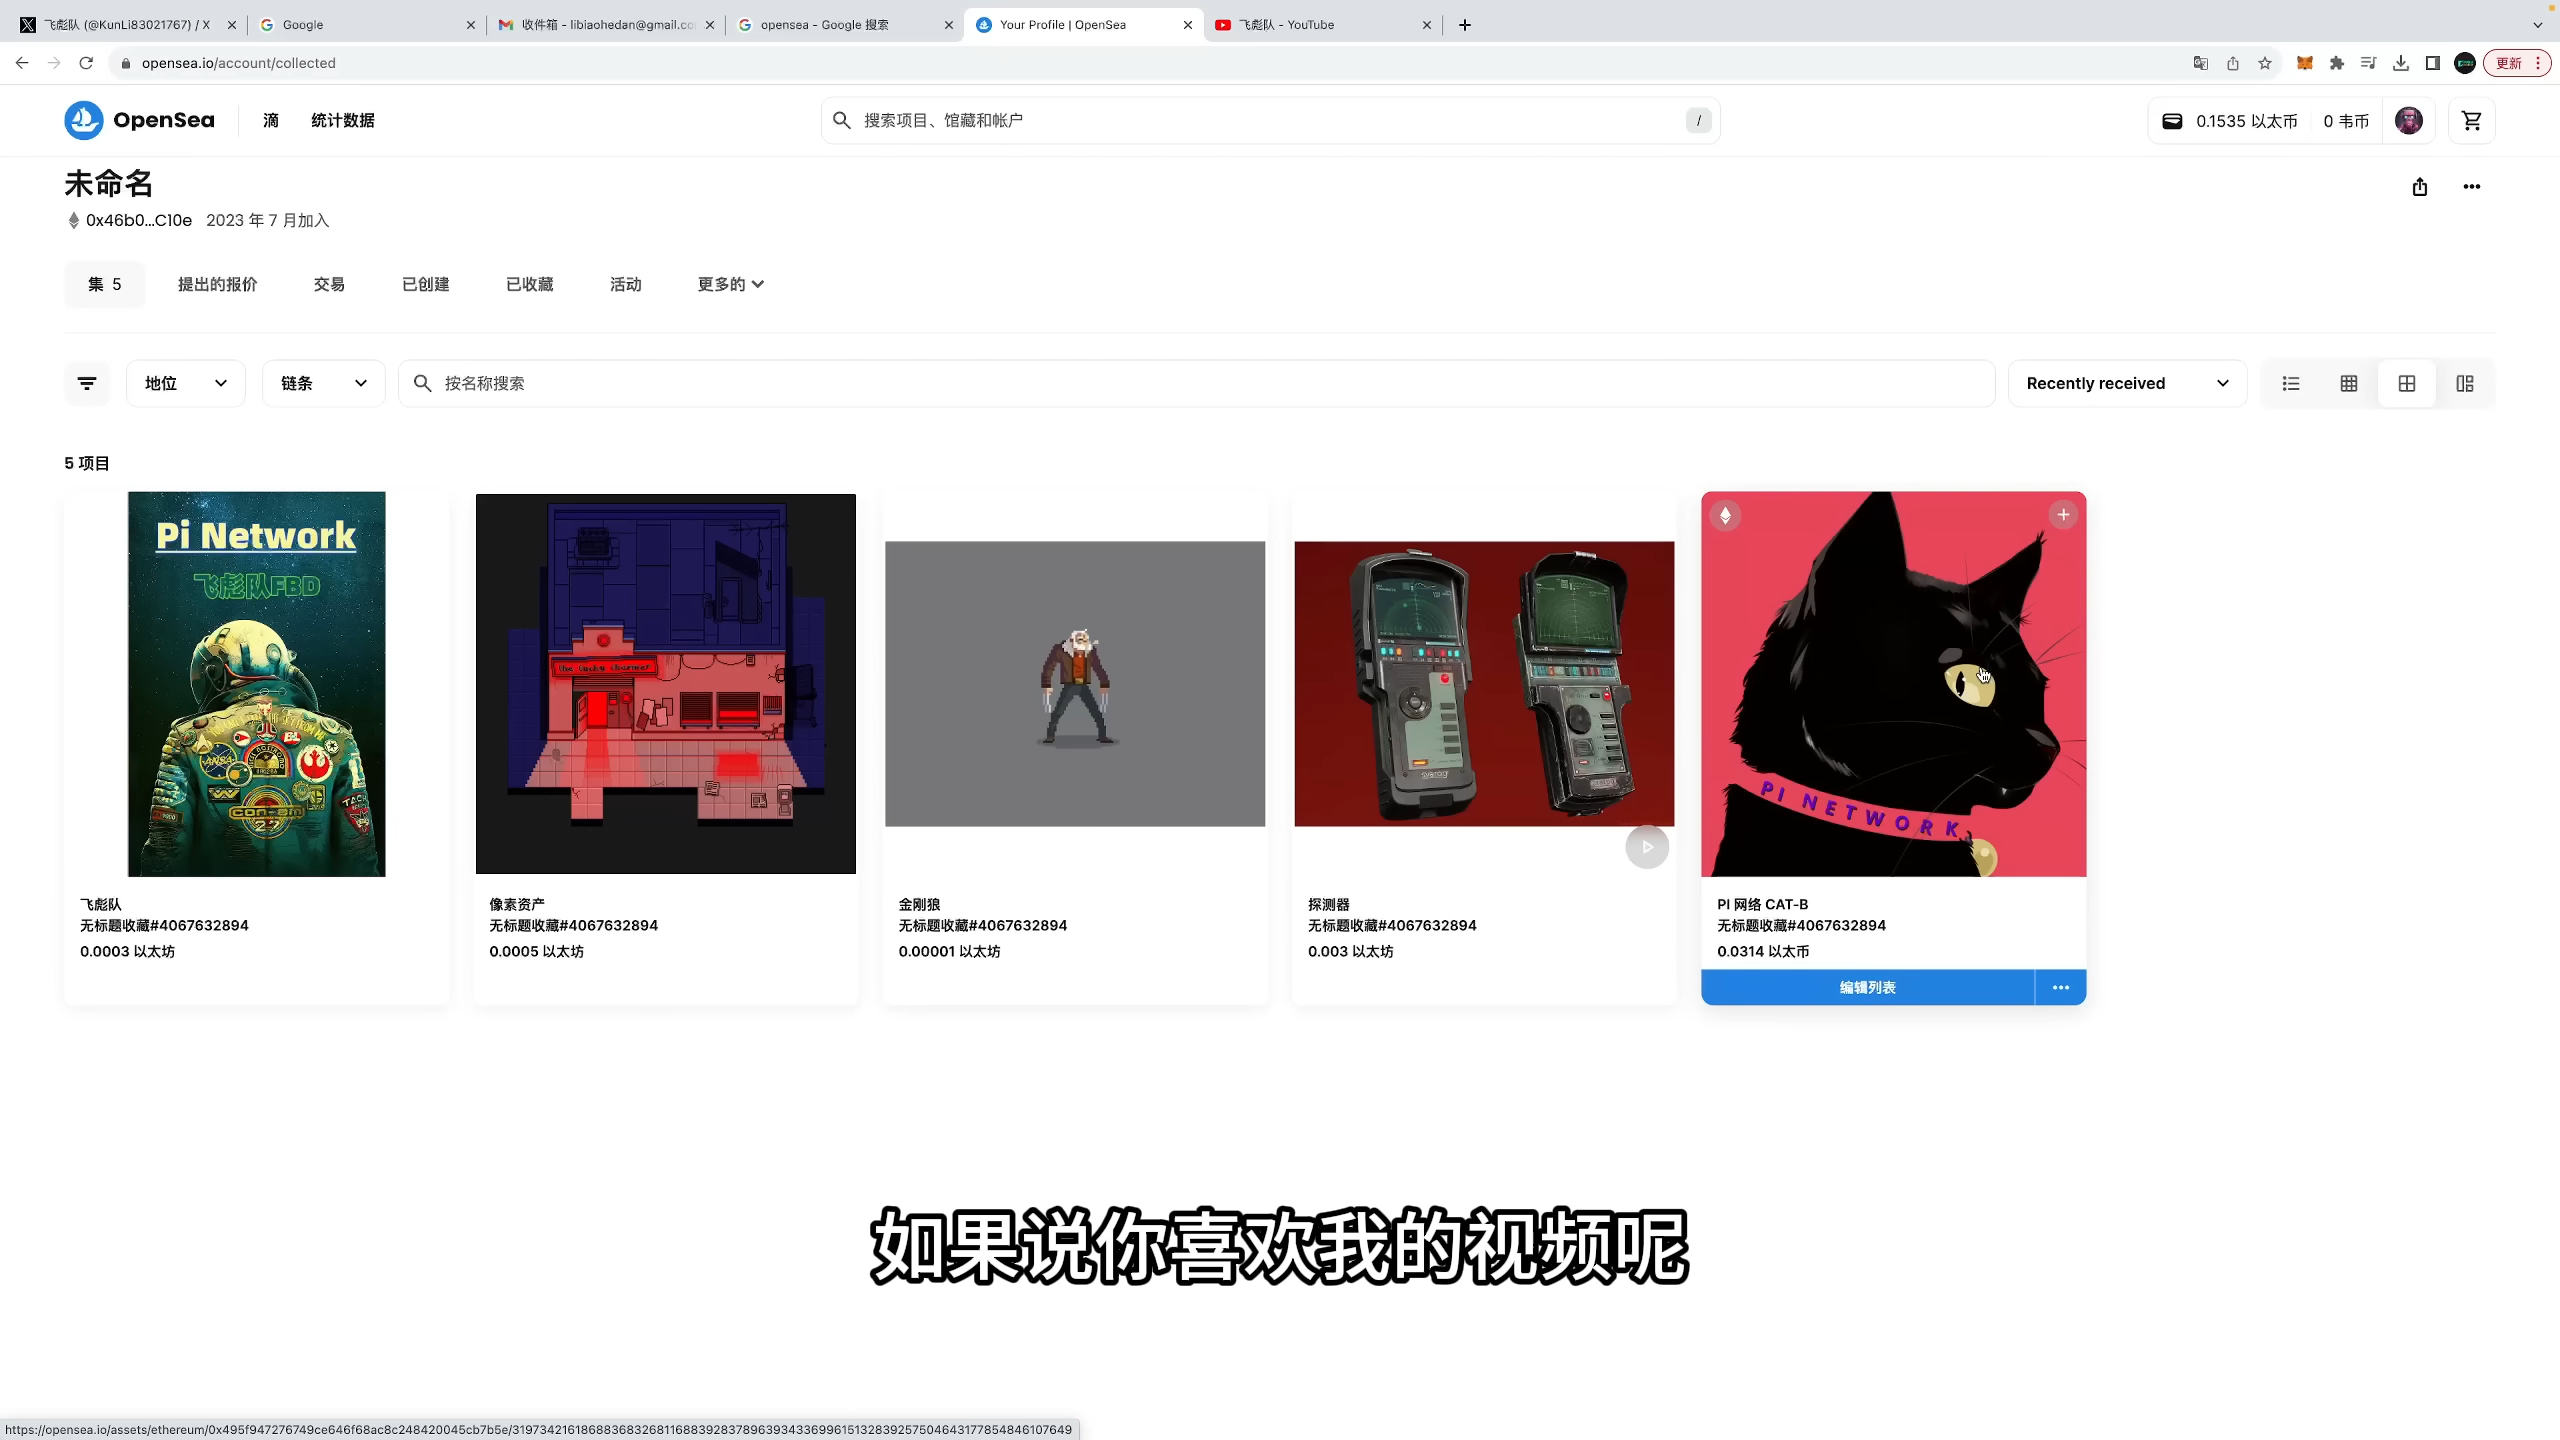 飞彪队 (@KunLi83021767) / X
Google
收件箱 - libiaohedan@gmail.co
opensea - Google 搜索
Your Profile | OpenSea
飞彪队 - YouTube
opensea.io/account/collected
更新
OpenSea
滴
统计数据
搜索项目、馆藏和帐户
/
0.1535 以太币
0 韦币
未命名
0x46b0...C10e 2023 年 7 月加入
集 5
提出的报价
交易
已创建
已收藏
活动
更多的
地位
链条
按名称搜索
Recently received
5 项目
Pi Network
飞彪队FBD
CON-AM
27
the lucky charmer
PI NETWORK
飞彪队
无标题收藏#4067632894
0.0003 以太坊
像素资产
无标题收藏#4067632894
0.0005 以太坊
金刚狼
无标题收藏#4067632894
0.00001 以太坊
探测器
无标题收藏#4067632894
0.003 以太坊
PI 网络 CAT-B
无标题收藏#4067632894
0.0314 以太币
编辑列表
如果说你喜欢我的视频呢
https://opensea.io/assets/ethereum/0x495f947276749ce646f68ac8c248420045cb7b5e/31973421618688368326811688392837896393433699615132839257504643177854846107649